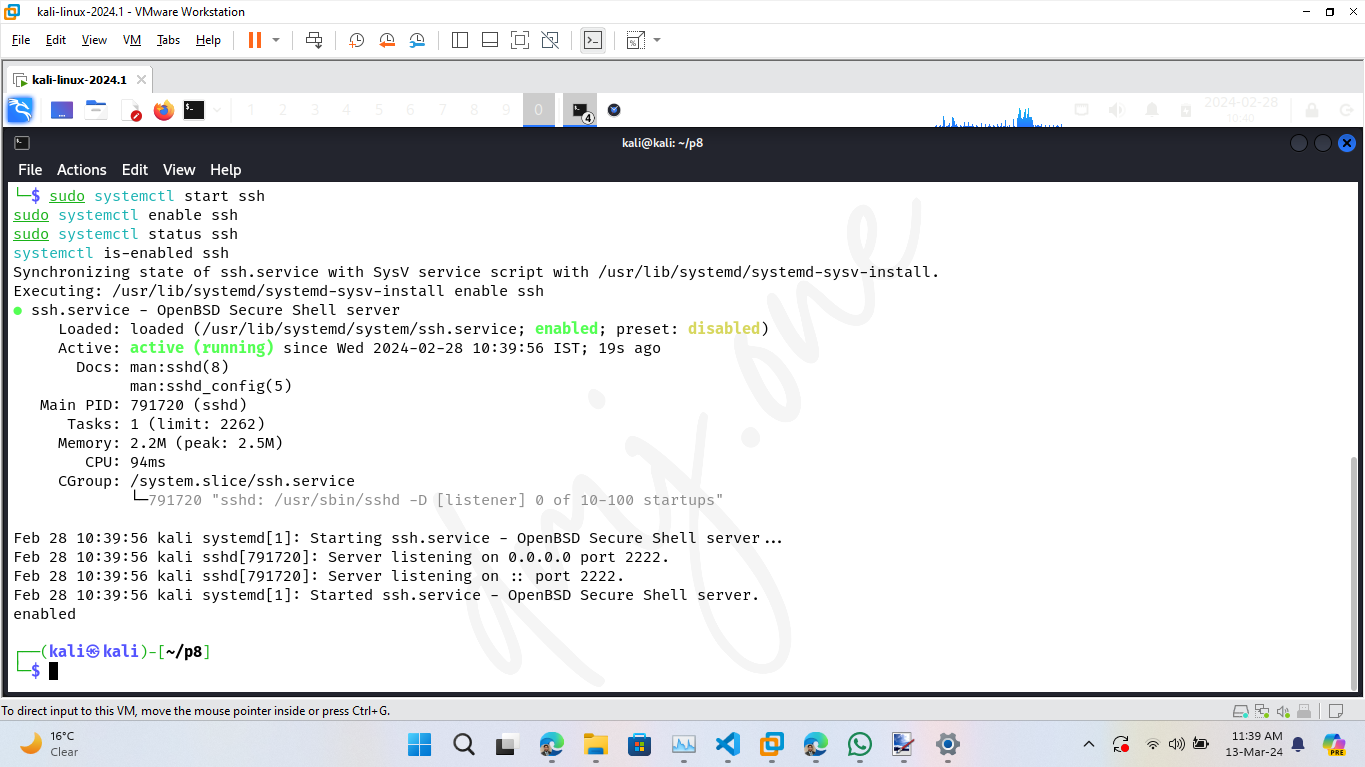 kali-linux-2024.1 - VMware Workstation
File Edit View VM Tabs Help
kali-linux-2024.1
1 2 3 4 5 6 7 8 9 0 4 2024-02-28
10:40
kali@kali: ~/p8
File Actions Edit View Help
└─$ sudo systemctl start ssh
sudo systemctl enable ssh
sudo systemctl status ssh
systemctl is-enabled ssh
Synchronizing state of ssh.service with SysV service script with /usr/lib/systemd/systemd-sysv-install.
Executing: /usr/lib/systemd/systemd-sysv-install enable ssh
● ssh.service - OpenBSD Secure Shell server
Loaded: loaded (/usr/lib/systemd/system/ssh.service; enabled; preset: disabled)
Active: active (running) since Wed 2024-02-28 10:39:56 IST; 19s ago
Docs: man:sshd(8)
man:sshd_config(5)
Main PID: 791720 (sshd)
Tasks: 1 (limit: 2262)
Memory: 2.2M (peak: 2.5M)
CPU: 94ms
CGroup: /system.slice/ssh.service
└─791720 "sshd: /usr/sbin/sshd -D [listener] 0 of 10-100 startups"
Feb 28 10:39:56 kali systemd[1]: Starting ssh.service - OpenBSD Secure Shell server...
Feb 28 10:39:56 kali sshd[791720]: Server listening on 0.0.0.0 port 2222.
Feb 28 10:39:56 kali sshd[791720]: Server listening on :: port 2222.
Feb 28 10:39:56 kali systemd[1]: Started ssh.service - OpenBSD Secure Shell server.
enabled
┌──(kali㉿kali)-[~/p8]
└─$
To direct input to this VM, move the mouse pointer inside or press Ctrl+G.
16°C
Clear
11:39 AM
13-Mar-24
PRE